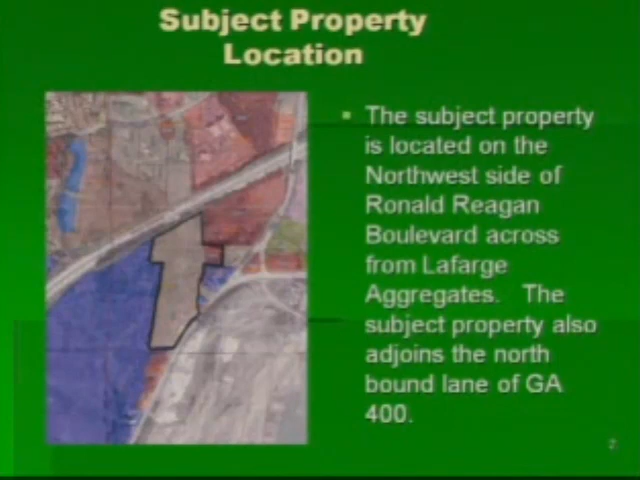 Subject Property
Location
The subject property
is located on the
Northwest side of
Ronald Reagan
Boulevard across
from Lafarge
Aggregates. The
subject property also
adjoins the north
bound lane of GA
400.
2